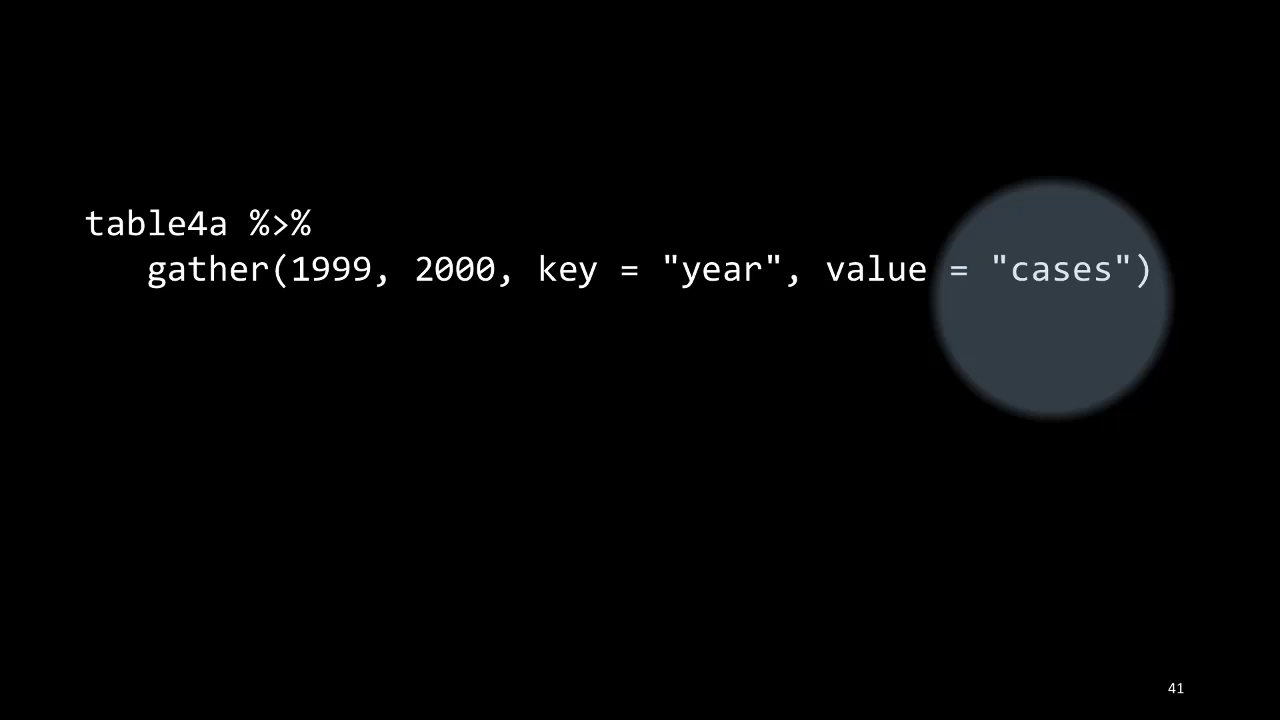 table4a %>%
gather(1999, 2000, key = "year", value = "cases")
41